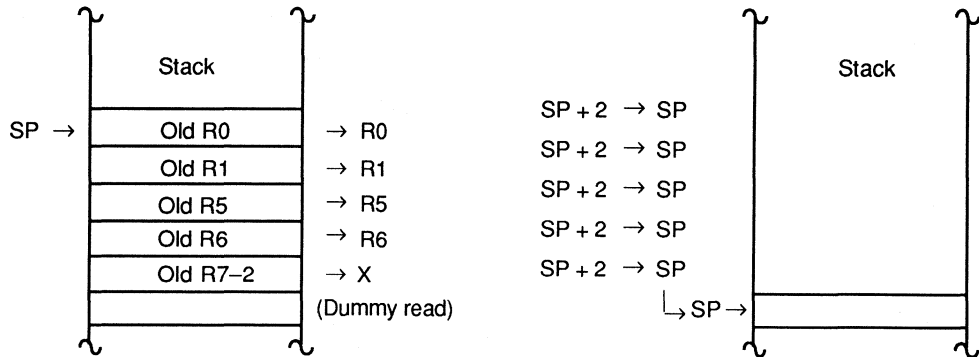 Stack
SP → Old R0 → R0
Old R1 → R1
Old R5 → R5
Old R6 → R6
Old R7–2 → X
(Dummy read)
Stack
SP + 2 → SP
SP + 2 → SP
SP + 2 → SP
SP + 2 → SP
SP + 2 → SP
SP →